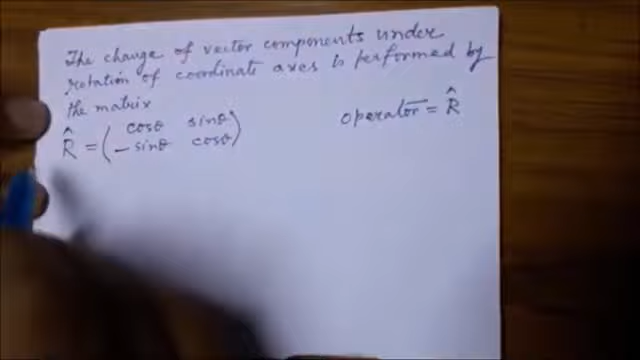 The change of vector components under
rotation of coordinate axes is performed by
the matrix
R̂ = ( cosθ sinθ
− sinθ cosθ )
operator = R̂